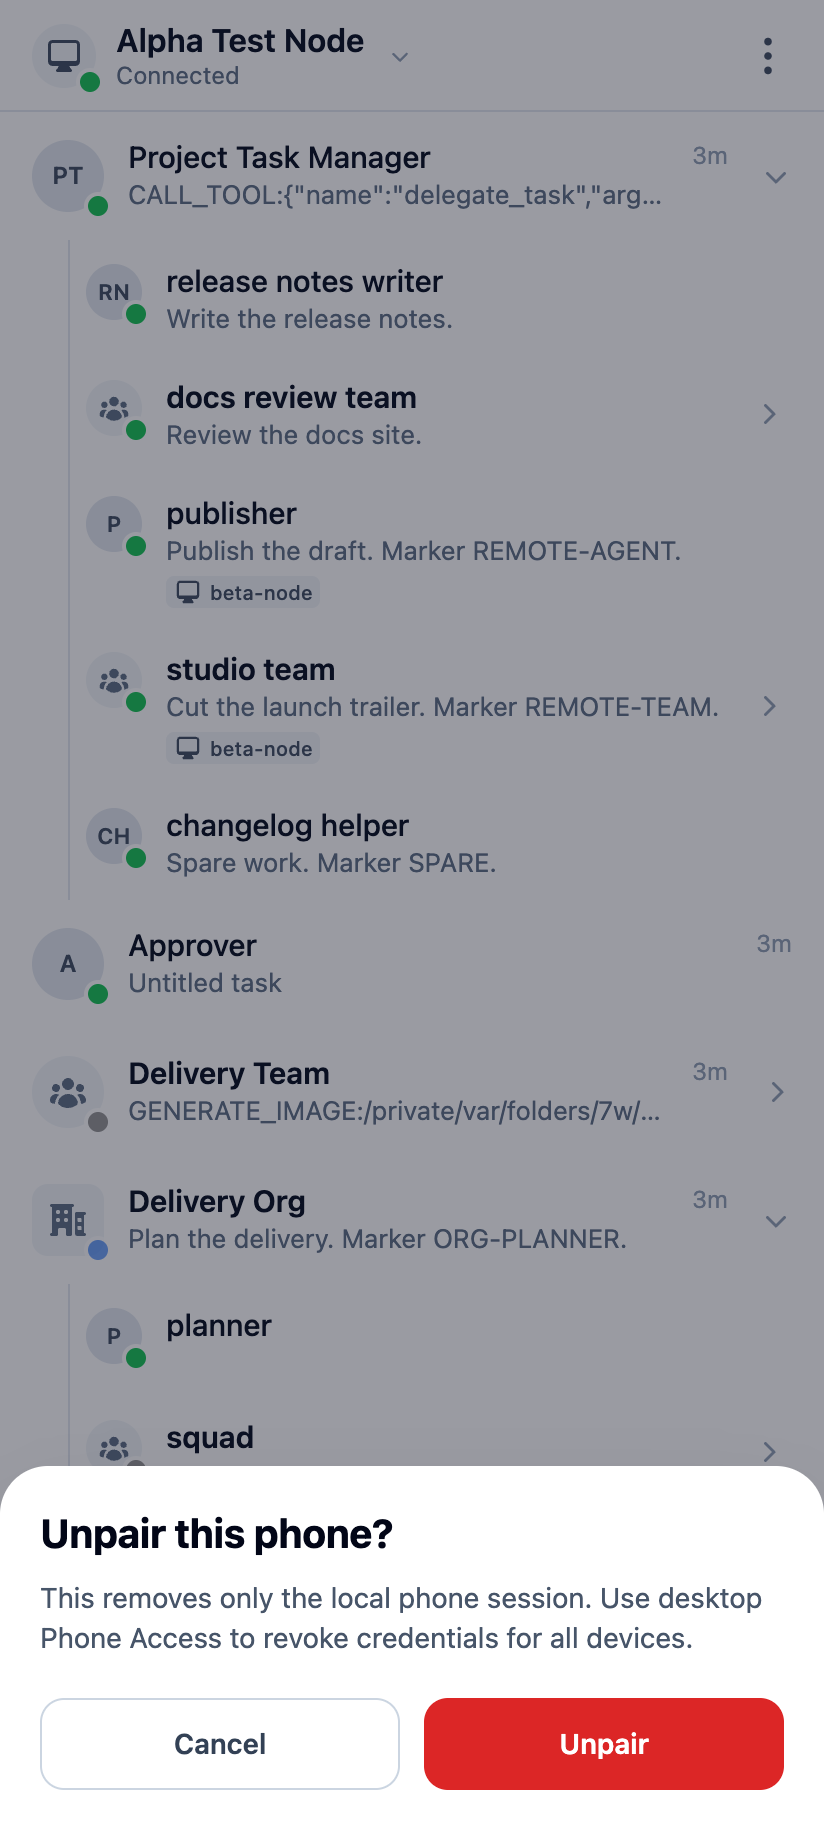 Alpha Test Node
Connected
PT
Project Task Manager
3m
CALL_TOOL:{"name":"delegate_task","arg...
RN
release notes writer
Write the release notes.
docs review team
Review the docs site.
P
publisher
Publish the draft. Marker REMOTE-AGENT.
beta-node
studio team
Cut the launch trailer. Marker REMOTE-TEAM.
beta-node
CH
changelog helper
Spare work. Marker SPARE.
A
Approver
3m
Untitled task
Delivery Team
3m
GENERATE_IMAGE:/private/var/folders/7w/...
Delivery Org
3m
Plan the delivery. Marker ORG-PLANNER.
P
planner
squad
Unpair this phone?
This removes only the local phone session. Use desktop
Phone Access to revoke credentials for all devices.
Cancel
Unpair